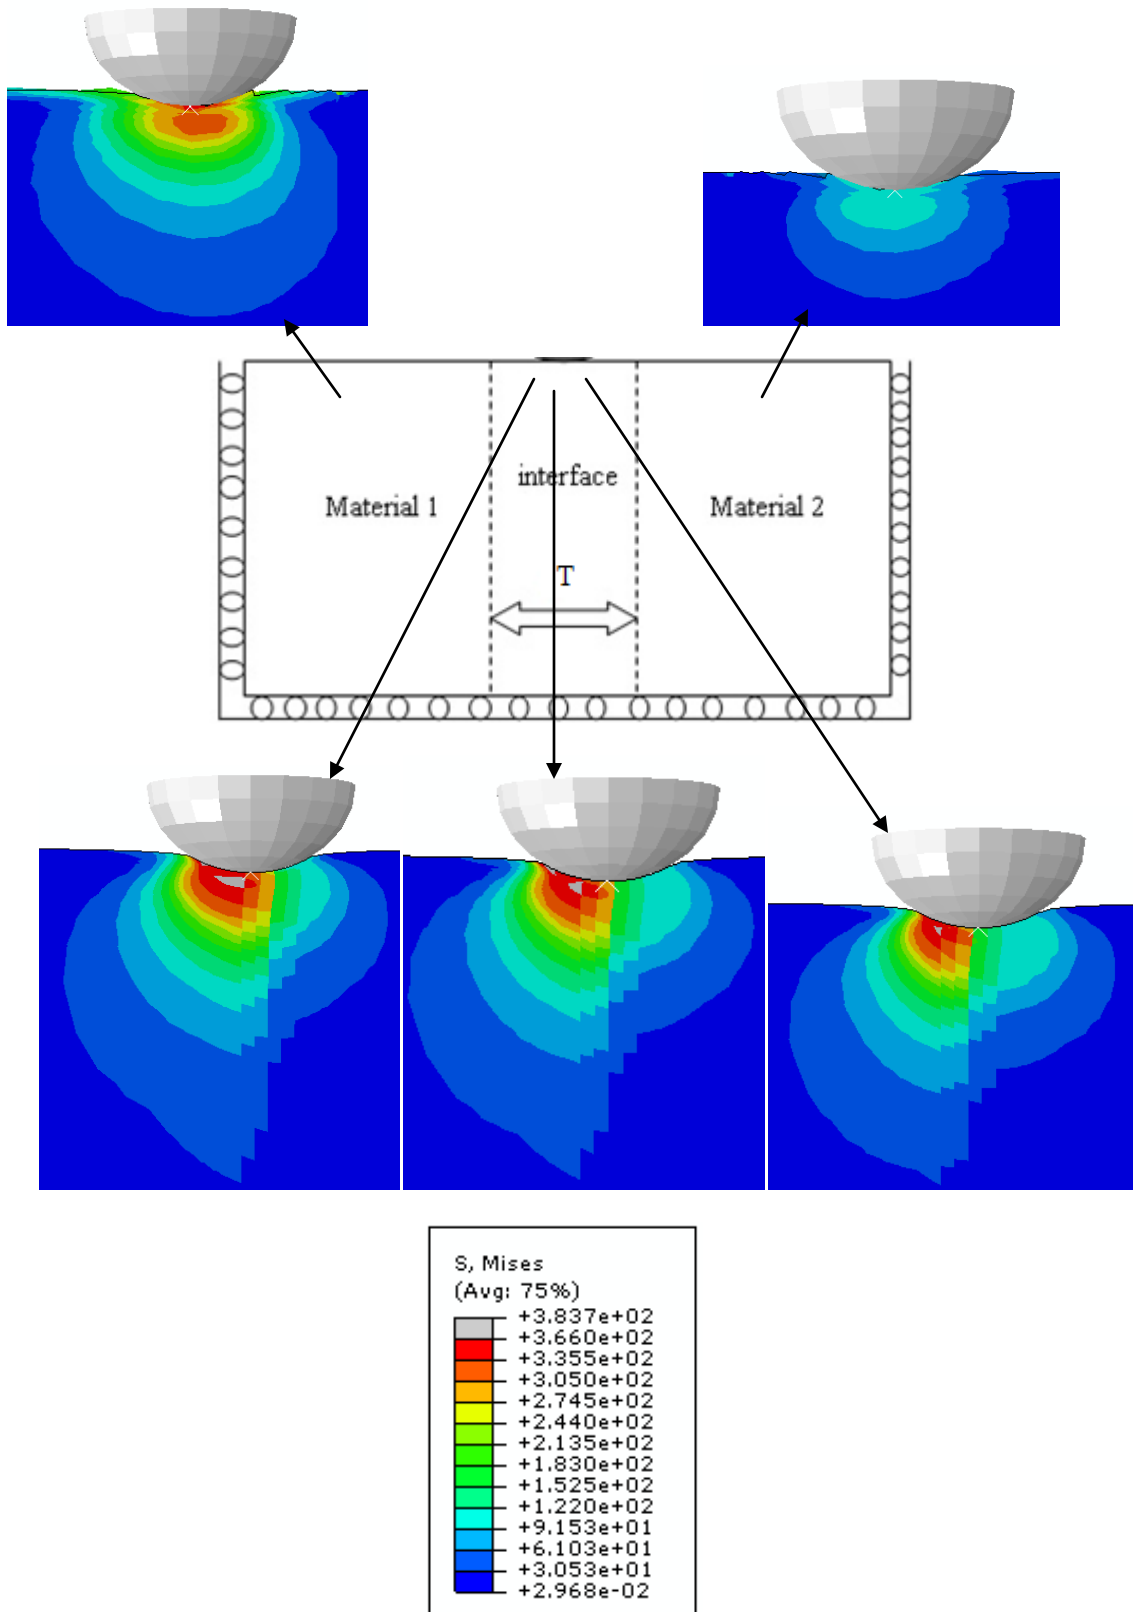 interface
Material 1
Material 2
T
S, Mises
(Avg: 75%)
+3.837e+02
+3.660e+02
+3.355e+02
+3.050e+02
+2.745e+02
+2.440e+02
+2.135e+02
+1.830e+02
+1.525e+02
+1.220e+02
+9.153e+01
+6.103e+01
+3.053e+01
+2.968e-02